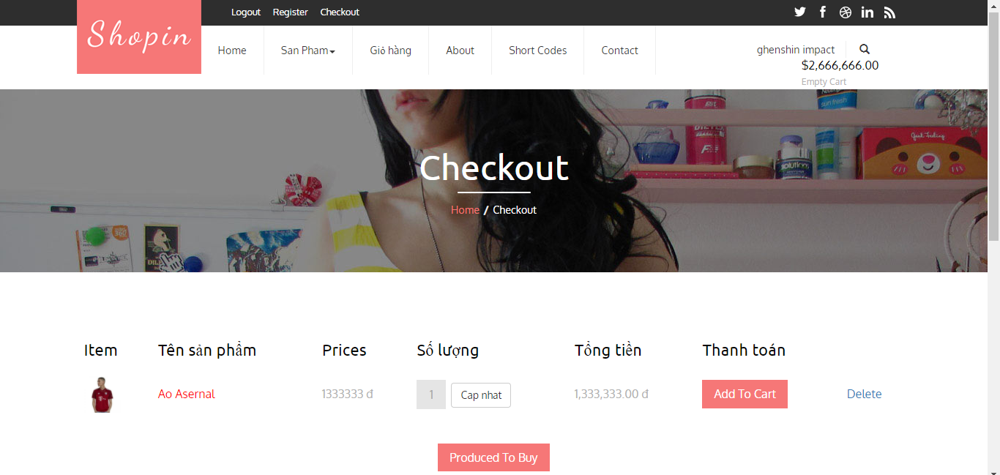 Logout Register Checkout
Shopin
Home San Pham Giỏ hàng About Short Codes Contact
ghenshin impact
$2,666,666.00
Empty Cart
Checkout
Home / Checkout
Item Tên sản phẩm Prices Số lượng Tổng tiền Thanh toán
Ao Asernal 1333333 đ 1 Cap nhat 1,333,333.00 đ Add To Cart Delete
Produced To Buy